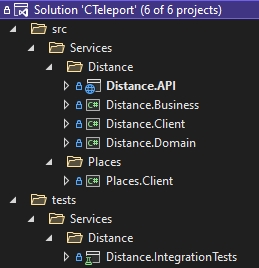 Solution 'CTeleport' (6 of 6 projects)
src
Services
Distance
Distance.API
C# Distance.Business
C# Distance.Client
C# Distance.Domain
Places
C# Places.Client
tests
Services
Distance
Distance.IntegrationTests